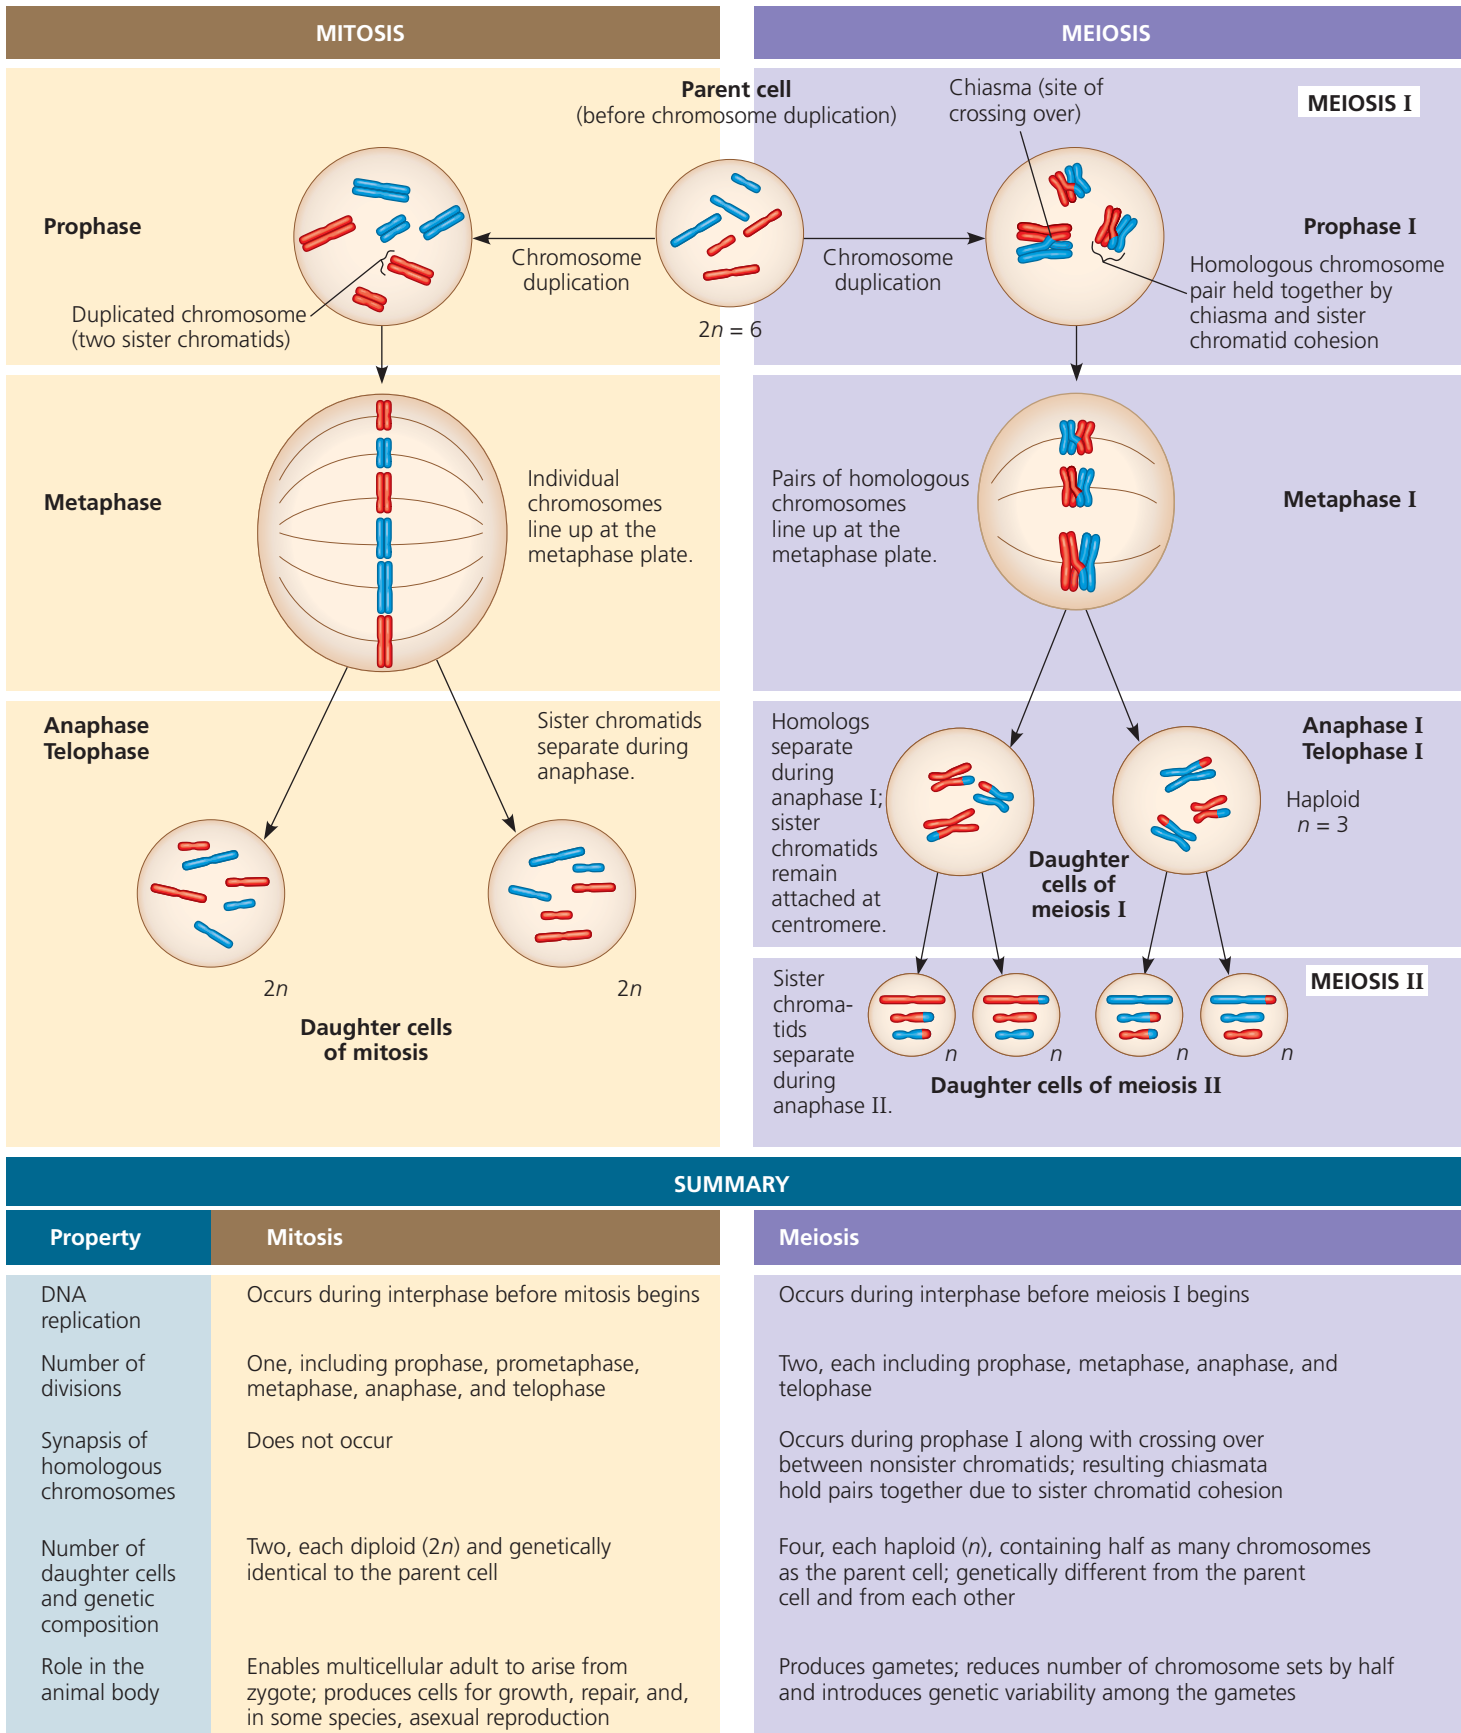 MITOSIS
MEIOSIS
Parent cell
(before chromosome duplication)
Chiasma (site of
crossing over)
MEIOSIS I
Prophase
Chromosome
duplication
Chromosome
duplication
Prophase I
Duplicated chromosome
(two sister chromatids)
2n = 6
Homologous chromosome
pair held together by
chiasma and sister
chromatid cohesion
Metaphase
Individual
chromosomes
line up at the
metaphase plate.
Pairs of homologous
chromosomes
line up at the
metaphase plate.
Metaphase I
Anaphase
Telophase
Sister chromatids
separate during
anaphase.
2n
2n
Daughter cells
of mitosis
Homologs
separate
during
anaphase I;
sister
chromatids
remain
attached at
centromere.
Anaphase I
Telophase I
Haploid
n = 3
Daughter
cells of
meiosis I
MEIOSIS II
Sister
chroma-
tids
separate
during
anaphase II.
n
n
n
n
Daughter cells of meiosis II
SUMMARY
Property
Mitosis
Meiosis
DNA
replication
Occurs during interphase before mitosis begins
Occurs during interphase before meiosis I begins
Number of
divisions
One, including prophase, prometaphase,
metaphase, anaphase, and telophase
Two, each including prophase, metaphase, anaphase, and
telophase
Synapsis of
homologous
chromosomes
Does not occur
Occurs during prophase I along with crossing over
between nonsister chromatids; resulting chiasmata
hold pairs together due to sister chromatid cohesion
Number of
daughter cells
and genetic
composition
Two, each diploid (2n) and genetically
identical to the parent cell
Four, each haploid (n), containing half as many chromosomes
as the parent cell; genetically different from the parent
cell and from each other
Role in the
animal body
Enables multicellular adult to arise from
zygote; produces cells for growth, repair, and,
in some species, asexual reproduction
Produces gametes; reduces number of chromosome sets by half
and introduces genetic variability among the gametes